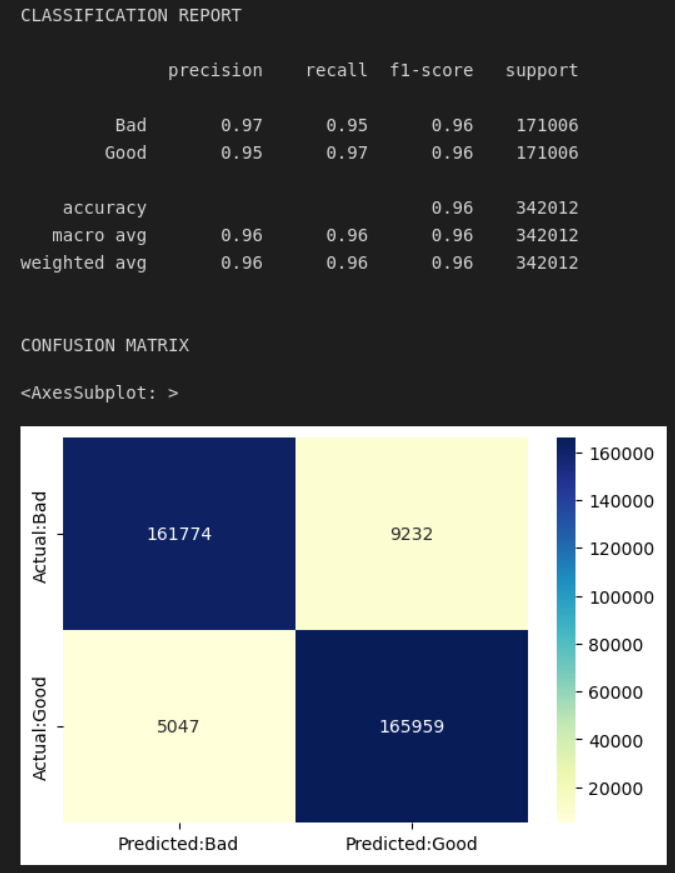 CLASSIFICATION REPORT
precision recall f1-score support
Bad 0.97 0.95 0.96 171006
Good 0.95 0.97 0.96 171006
accuracy 0.96 342012
macro avg 0.96 0.96 0.96 342012
weighted avg 0.96 0.96 0.96 342012
CONFUSION MATRIX
<AxesSubplot: >
Actual:Bad
161774 9232
Actual:Good
5047 165959
Predicted:Bad Predicted:Good
160000
140000
120000
100000
80000
60000
40000
20000